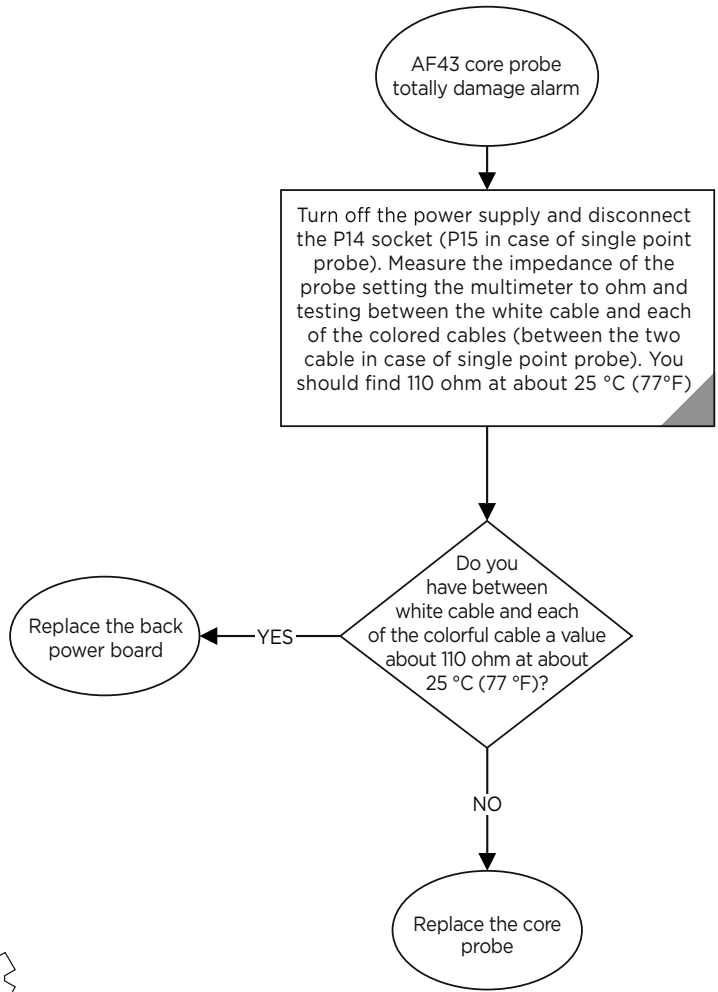 AF43 core probe
totally damage alarm
Turn off the power supply and disconnect
the P14 socket (P15 in case of single point
probe). Measure the impedance of the
probe setting the multimeter to ohm and
testing between the white cable and each
of the colored cables (between the two
cable in case of single point probe). You
should find 110 ohm at about 25 °C (77°F)
Do you
have between
white cable and each
of the colorful cable a value
about 110 ohm at about
25 °C (77 °F)?
YES
Replace the back
power board
NO
Replace the core
probe